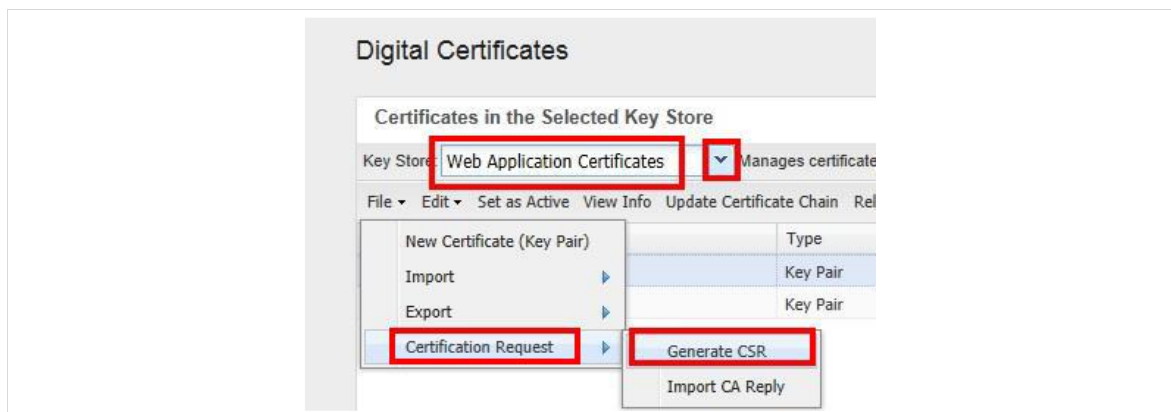 Digital Certificates
Certificates in the Selected Key Store
Key Store: Web Application Certificates Manages certificate
File Edit Set as Active View Info Update Certificate Chain Rel
New Certificate (Key Pair) Type
Import Key Pair
Export Key Pair
Certification Request Generate CSR
Import CA Reply